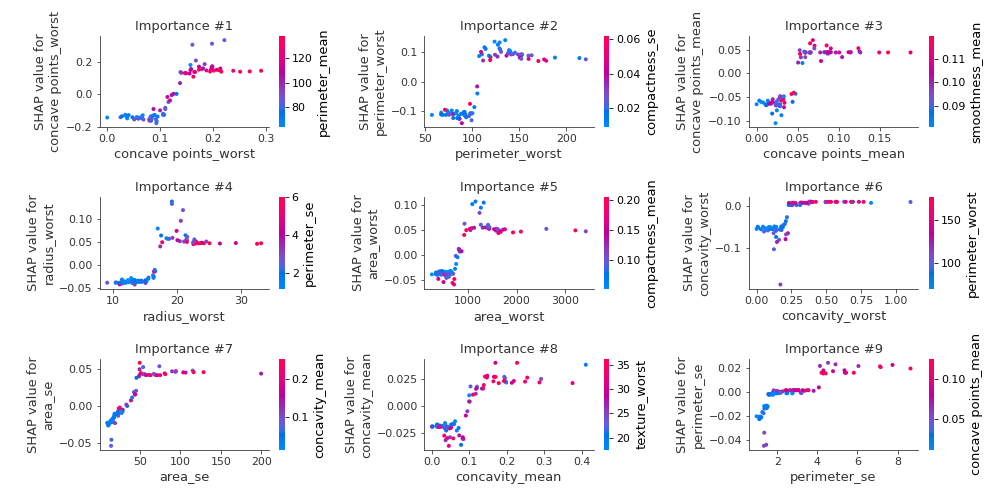 Importance #1
SHAP value for
concave points_worst
0.2
0.0
−0.2
0.0
0.1
0.2
0.3
concave points_worst
120
100
80
perimeter_mean
Importance #2
SHAP value for
perimeter_worst
0.1
0.0
−0.1
50
100
150
200
perimeter_worst
0.06
0.04
0.02
compactness_se
Importance #3
SHAP value for
concave points_mean
0.05
0.00
−0.05
−0.10
0.00
0.05
0.10
0.15
concave points_mean
0.11
0.10
0.09
smoothness_mean
Importance #4
SHAP value for
radius_worst
0.10
0.05
0.00
−0.05
10
20
30
radius_worst
6
4
2
perimeter_se
Importance #5
SHAP value for
area_worst
0.10
0.05
0.00
−0.05
1000
2000
3000
area_worst
0.20
0.15
0.10
compactness_mean
Importance #6
SHAP value for
concavity_worst
0.0
−0.1
0.00
0.25
0.50
0.75
1.00
concavity_worst
150
100
perimeter_worst
Importance #7
SHAP value for
area_se
0.05
0.00
−0.05
50
100
150
200
area_se
0.2
0.1
concavity_mean
Importance #8
SHAP value for
concavity_mean
0.025
0.000
−0.025
0.0
0.1
0.2
0.3
0.4
concavity_mean
35
30
25
20
texture_worst
Importance #9
SHAP value for
perimeter_se
0.02
0.00
−0.02
−0.04
2
4
6
8
perimeter_se
0.10
0.05
concave points_mean